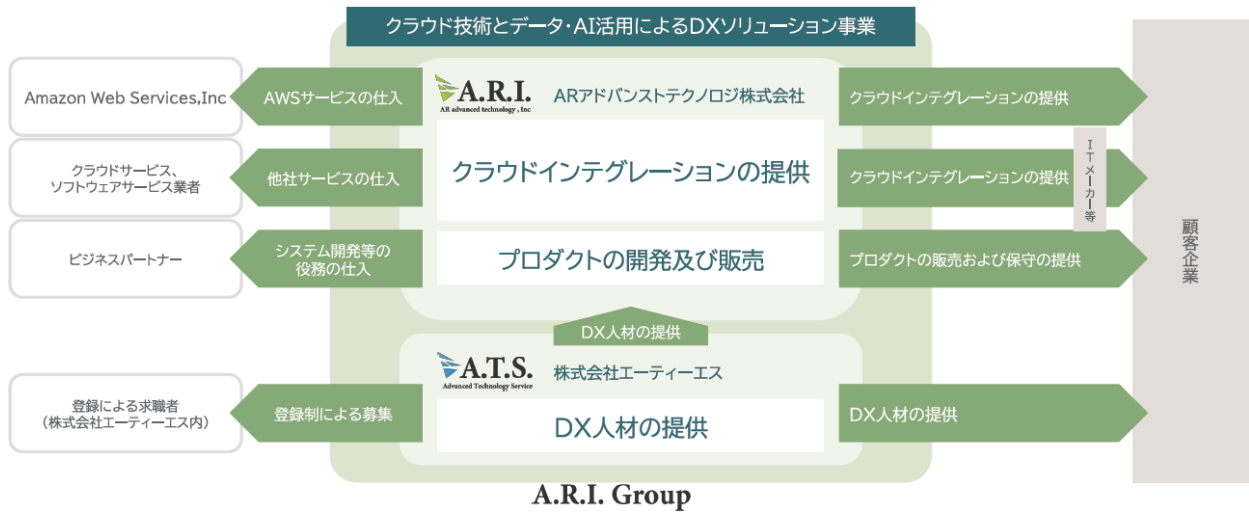 クラウド技術とデータ・AI活用によるDXソリューション事業
Amazon Web Services,Inc
AWSサービスの仕入
A.R.I.
AR advanced technology , Inc
ARアドバンストテクノロジ株式会社
クラウドインテグレーションの提供
クラウドサービス、
ソフトウェアサービス業者
他社サービスの仕入
クラウドインテグレーションの提供
クラウドインテグレーションの提供
ITメーカー等
顧客企業
ビジネスパートナー
システム開発等の
役務の仕入
プロダクトの開発及び販売
プロダクトの販売および保守の提供
DX人材の提供
A.T.S.
Advanced Technology Service
株式会社エーティーエス
登録による求職者
(株式会社エーティーエス内)
登録制による募集
DX人材の提供
DX人材の提供
A.R.I. Group